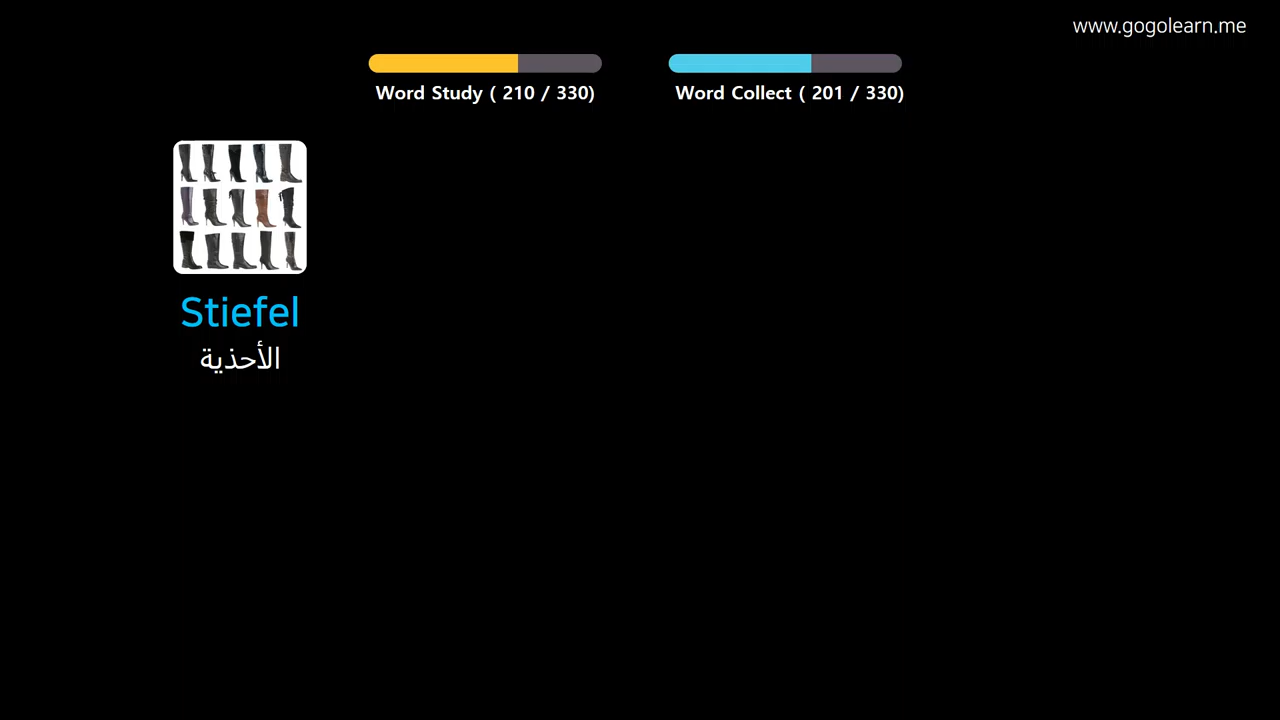 www.gogolearn.me
Word Study ( 210 / 330)
Word Collect ( 201 / 330)
Stiefel
الأحذية